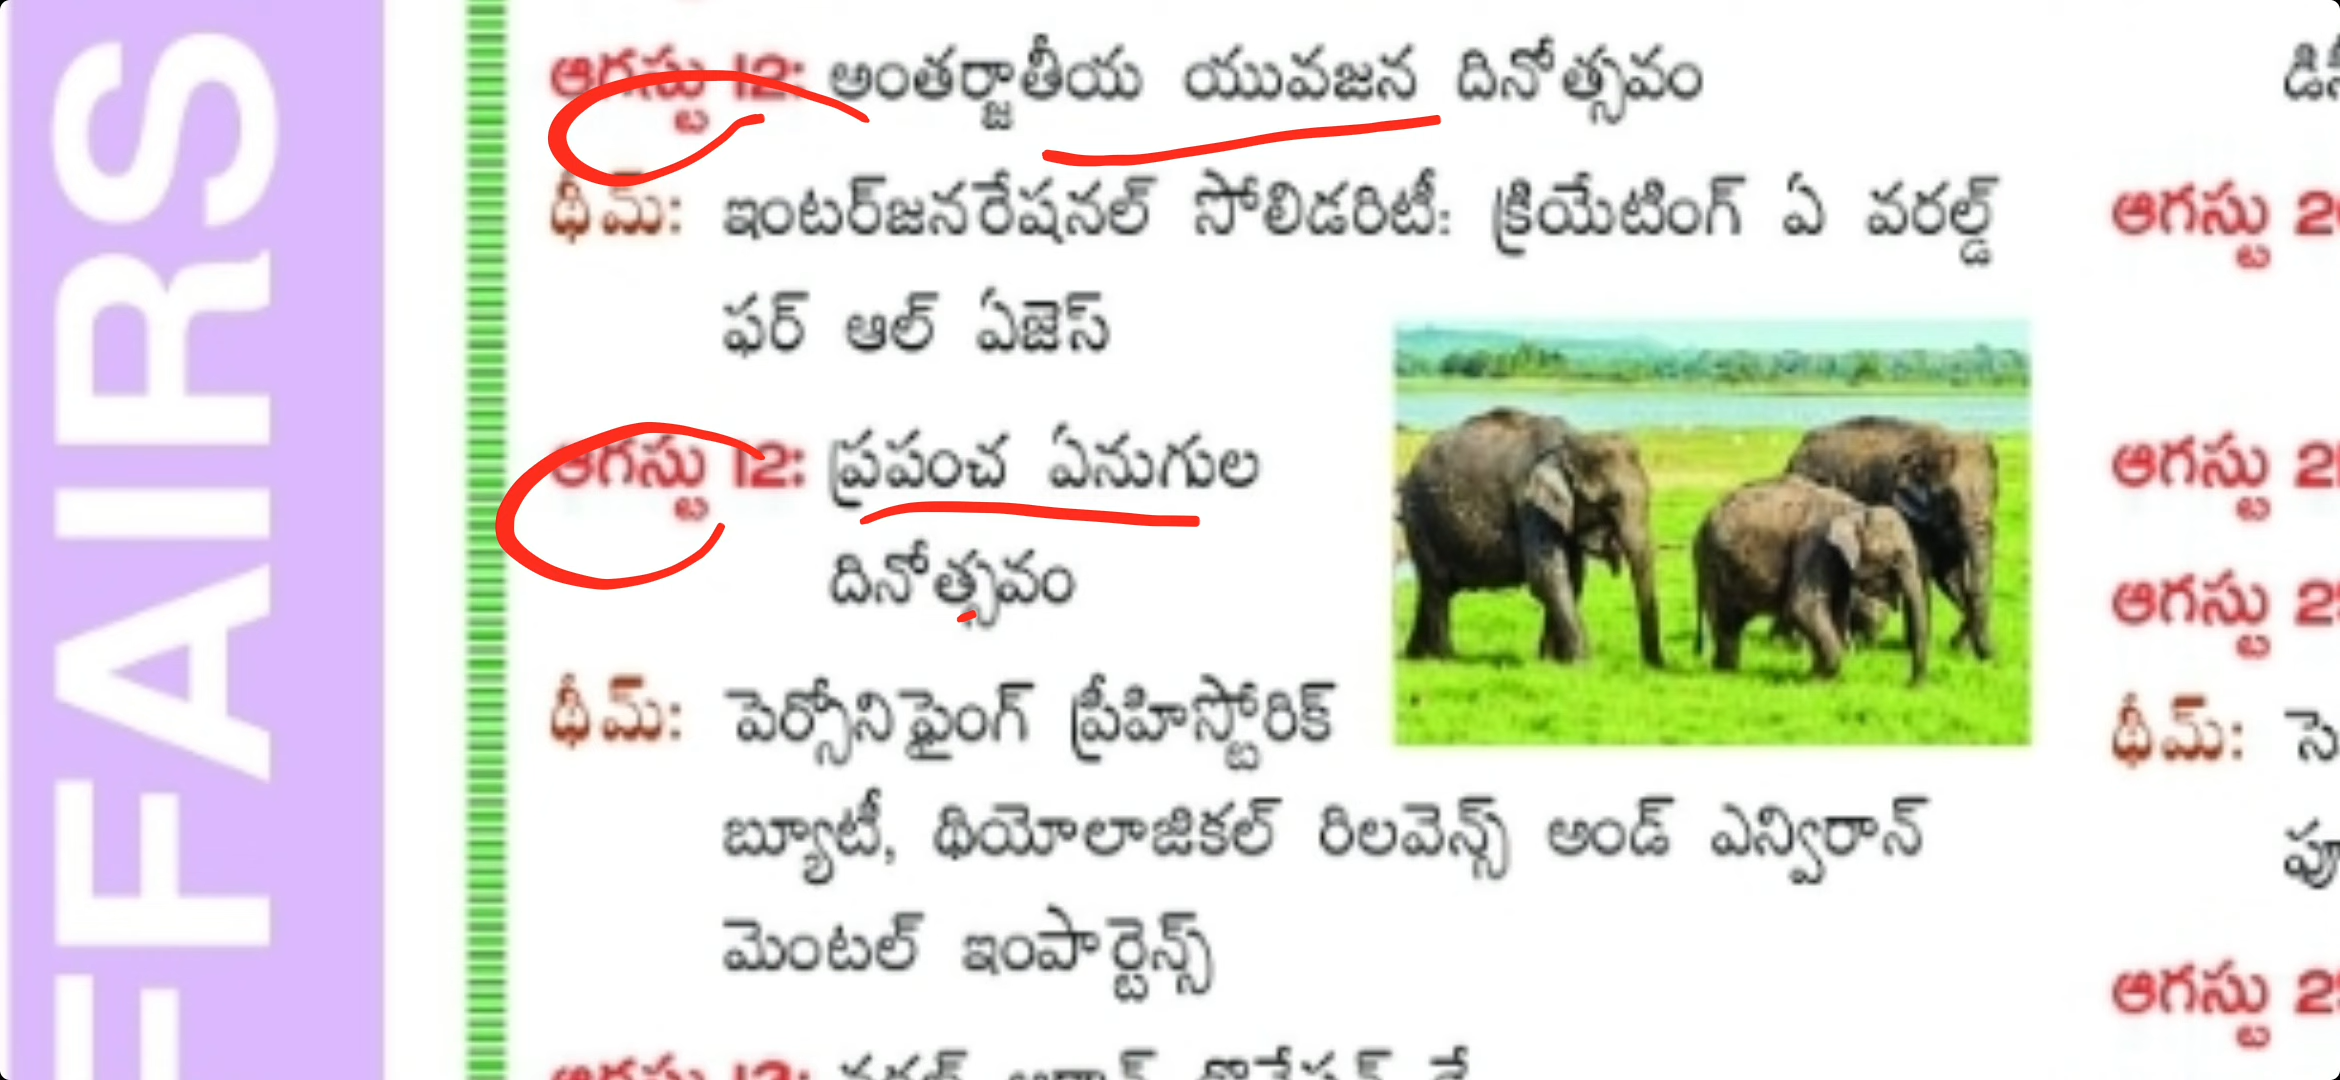 FFAIRS
ఆగస్టు 12: అంతర్జాతీయ యువజన దినోత్సవం
థీమ్: ఇంటర్‌జనరేషనల్ సోలిడరిటీ: క్రియేటింగ్ ఏ వరల్డ్
ఫర్ ఆల్ ఏజెస్
ఆగస్టు 12: ప్రపంచ ఏనుగుల
దినోత్సవం
థీమ్: పెర్సోనిఫైంగ్ ప్రీహిస్టోరిక్
బ్యూటీ, థియోలాజికల్ రిలవెన్స్ అండ్ ఎన్విరాన్
మెంటల్ ఇంపార్టెన్స్
ఆగస్టు
ఆగస్టు
ఆగస్టు
థీమ్:
ఆగస్టు